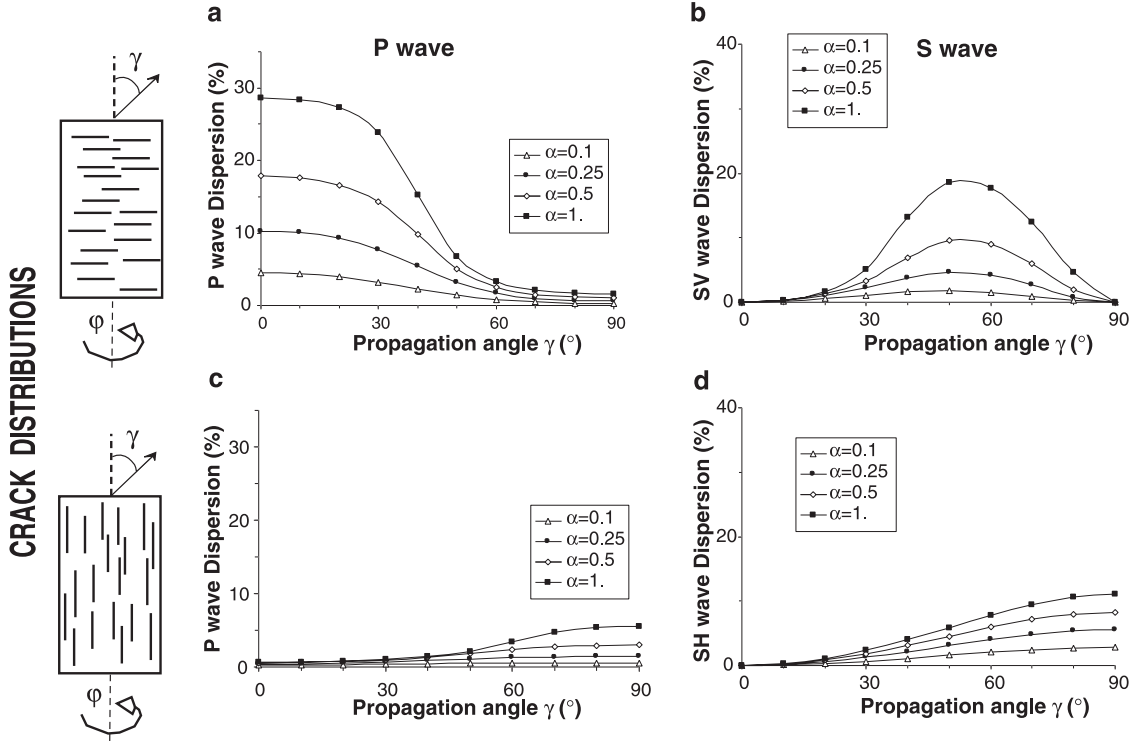 CRACK DISTRIBUTIONS
γ
φ
γ
φ
a
P wave
P wave Dispersion (%)
30
20
10
0
α=0.1
α=0.25
α=0.5
α=1.
0 30 60 90
Propagation angle γ (°)
b
S wave
SV wave Dispersion (%)
40
30
20
10
0
α=0.1
α=0.25
α=0.5
α=1.
0 30 60 90
Propagation angle γ (°)
c
P wave Dispersion (%)
30
20
10
0
α=0.1
α=0.25
α=0.5
α=1.
0 30 60 90
Propagation angle γ (°)
d
SH wave Dispersion (%)
40
30
20
10
0
α=0.1
α=0.25
α=0.5
α=1.
0 30 60 90
Propagation angle γ (°)